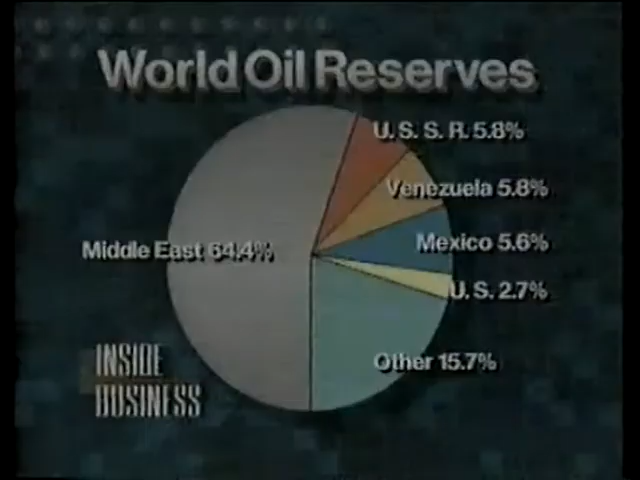 World Oil Reserves
U. S. S. R. 5.8%
Venezuela 5.8%
Middle East 64.4%
Mexico 5.6%
U. S. 2.7%
Other 15.7%
INSIDE
BUSINESS